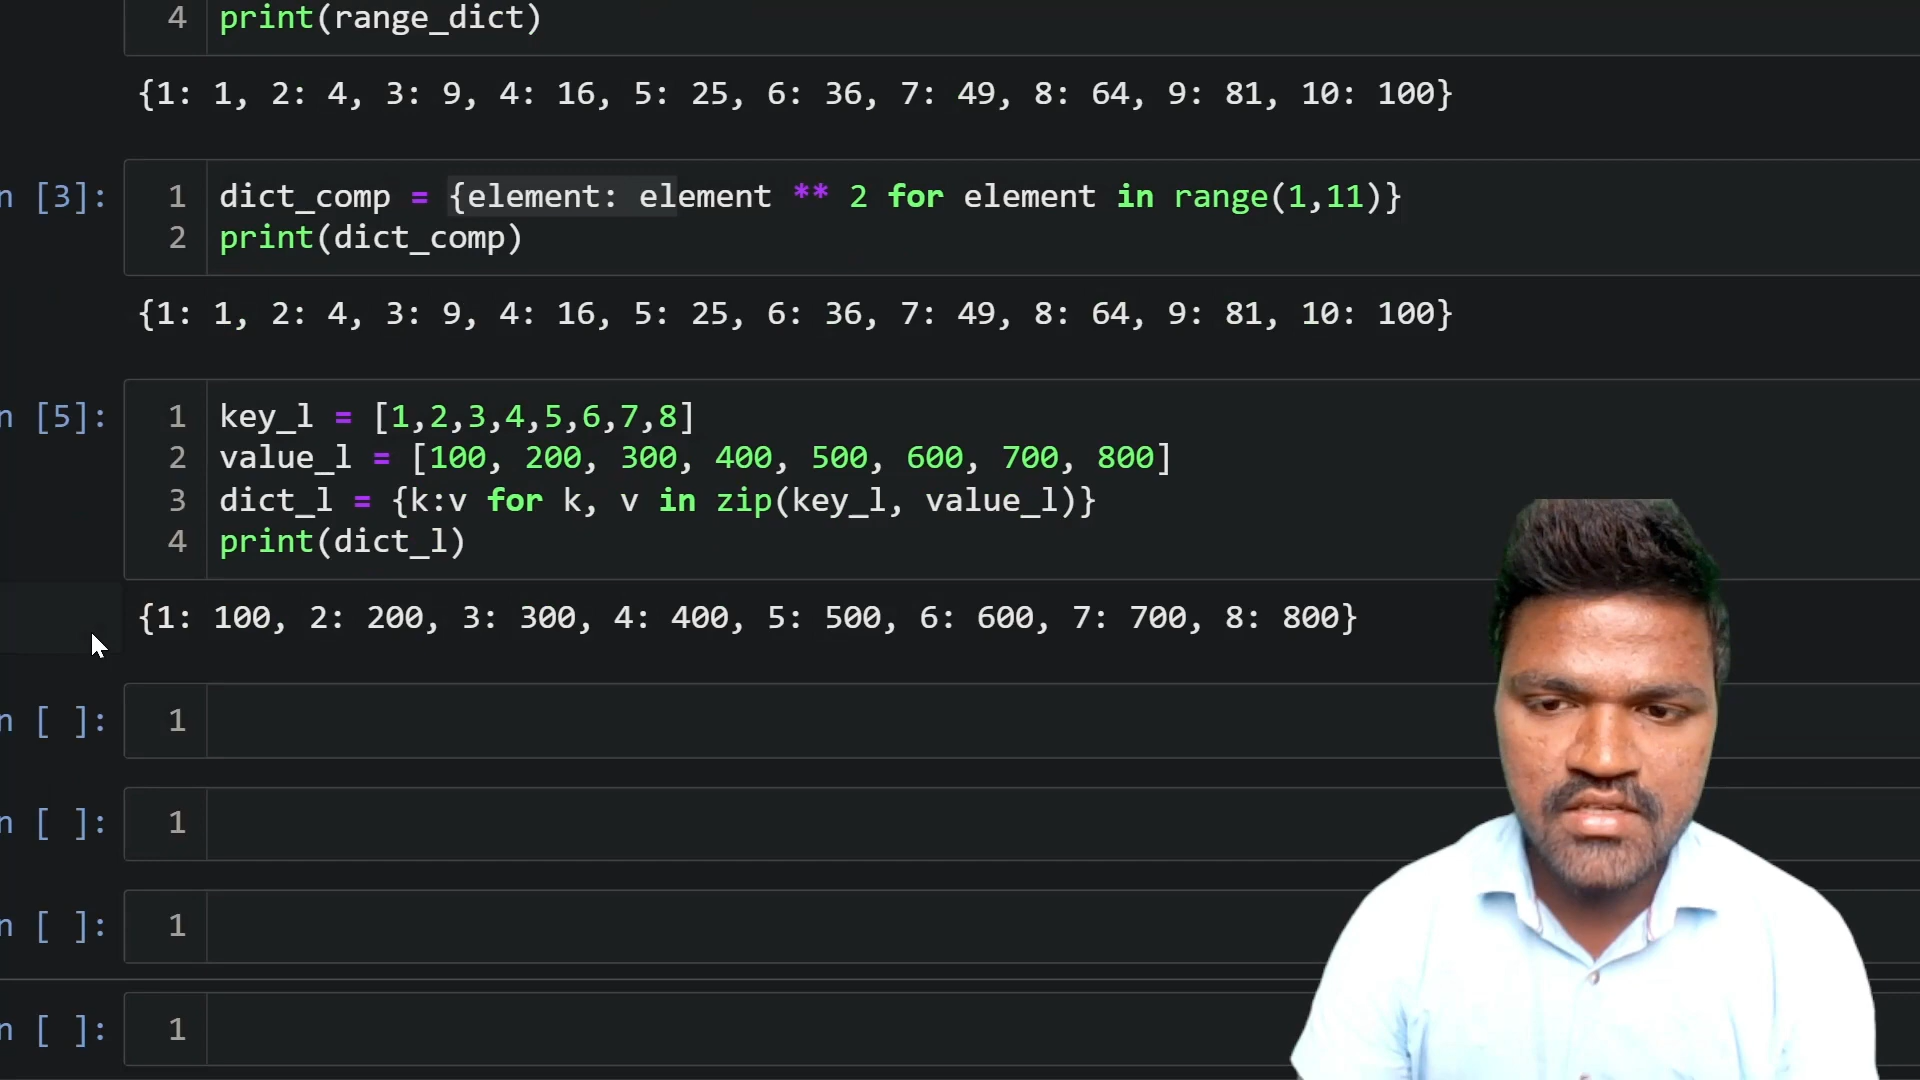 4 print(range_dict)
{1: 1, 2: 4, 3: 9, 4: 16, 5: 25, 6: 36, 7: 49, 8: 64, 9: 81, 10: 100}
n [3]: 1 dict_comp = {element: element ** 2 for element in range(1,11)}
2 print(dict_comp)
{1: 1, 2: 4, 3: 9, 4: 16, 5: 25, 6: 36, 7: 49, 8: 64, 9: 81, 10: 100}
n [5]: 1 key_l = [1,2,3,4,5,6,7,8]
2 value_l = [100, 200, 300, 400, 500, 600, 700, 800]
3 dict_l = {k:v for k, v in zip(key_l, value_l)}
4 print(dict_l)
{1: 100, 2: 200, 3: 300, 4: 400, 5: 500, 6: 600, 7: 700, 8: 800}
n [ ]: 1
n [ ]: 1
n [ ]: 1
n [ ]: 1